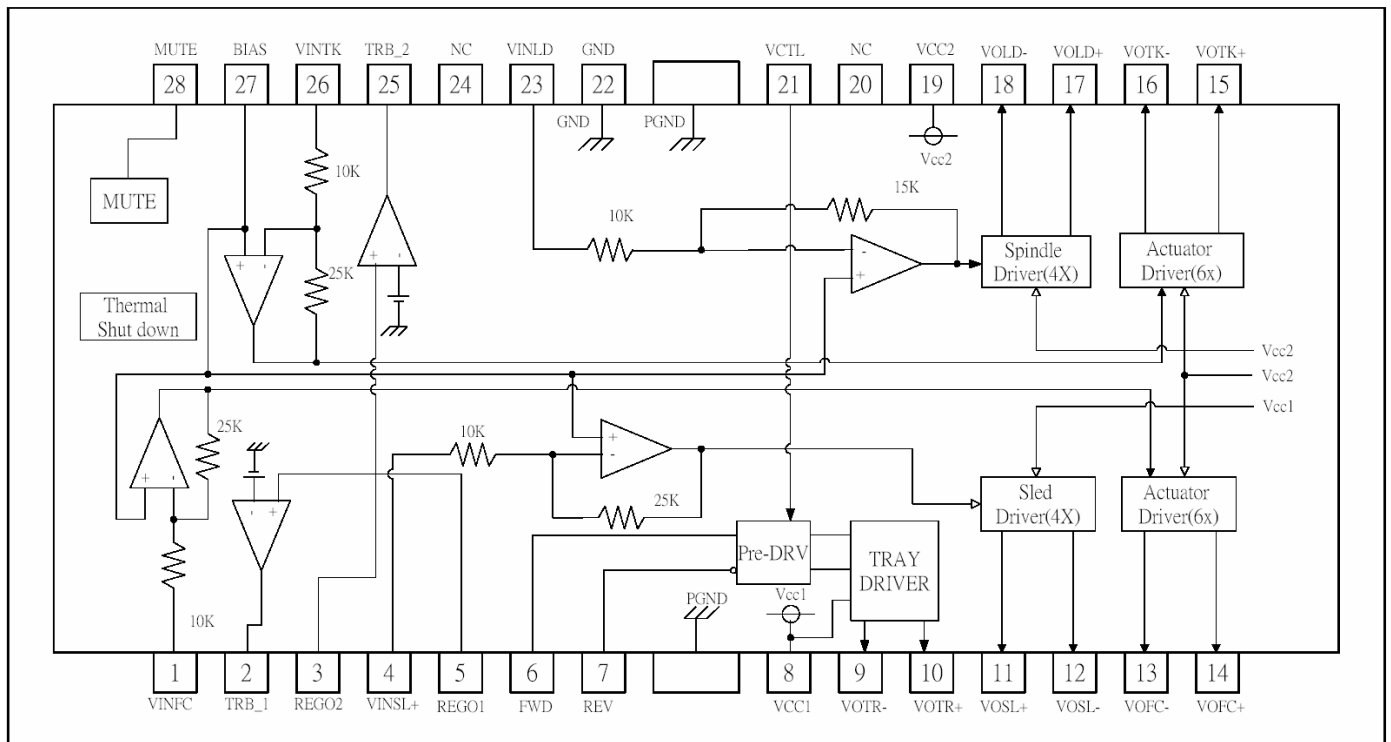 MUTE BIAS VINTK TRB_2 NC VINLD GND VCTL NC VCC2 VOLD- VOLD+ VOTK- VOTK+
28 27 26 25 24 23 22 21 20 19 18 17 16 15
GND PGND
Vcc2
10K
15K
MUTE
10K
-
+
Spindle
Driver(4X)
Actuator
Driver(6x)
+ -
25K
+ -
Thermal
Shut down
Vcc2
Vcc2
Vcc1
25K
10K
+
-
+ -
25K
- +
Sled
Driver(4X)
Actuator
Driver(6x)
Pre-DRV
TRAY
DRIVER
Vcc1
PGND
10K
1 2 3 4 5 6 7 8 9 10 11 12 13 14
VINFC TRB_1 REGO2 VINSL+ REGO1 FWD REV VCC1 VOTR- VOTR+ VOSL+ VOSL- VOFC- VOFC+